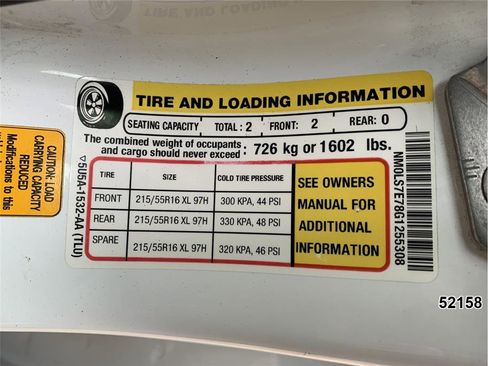 TIRE AND LOADING INFORMATION
SEATING CAPACITY TOTAL: 2 FRONT: 2 REAR: 0
The combined weight of occupants
and cargo should never exceed : 726 kg or 1602 lbs.
TIRE SIZE COLD TIRE PRESSURE
FRONT 215/55R16 XL 97H 300 KPA, 44 PSI
REAR 215/55R16 XL 97H 330 KPA, 48 PSI
SPARE 215/55R16 XL 97H 320 KPA, 46 PSI
SEE OWNERS
MANUAL FOR
ADDITIONAL
INFORMATION
9U5A-1532-AA (TLU)
NM0LS7E78G1255308
CAUTION: LOAD
CARRYING CAPACITY
REDUCED
Modifications to this
52158